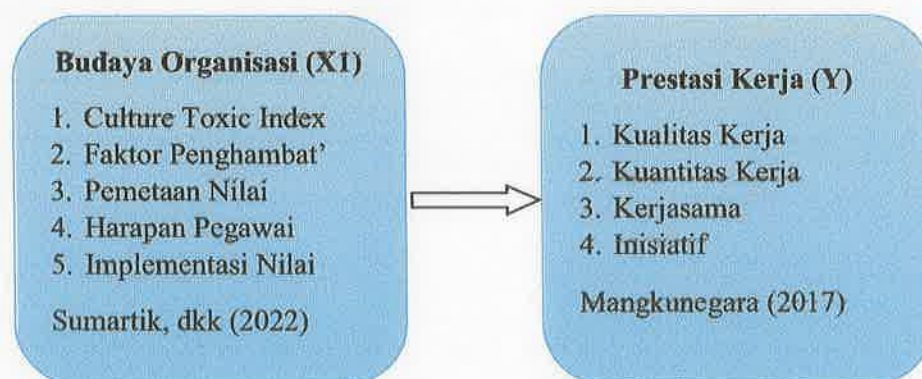 Budaya Organisasi (X1)
1. Culture Toxic Index
2. Faktor Penghambat’
3. Pemetaan Nilai
4. Harapan Pegawai
5. Implementasi Nilai
Sumartik, dkk (2022)
Prestasi Kerja (Y)
1. Kualitas Kerja
2. Kuantitas Kerja
3. Kerjasama
4. Inisiatif
Mangkunegara (2017)